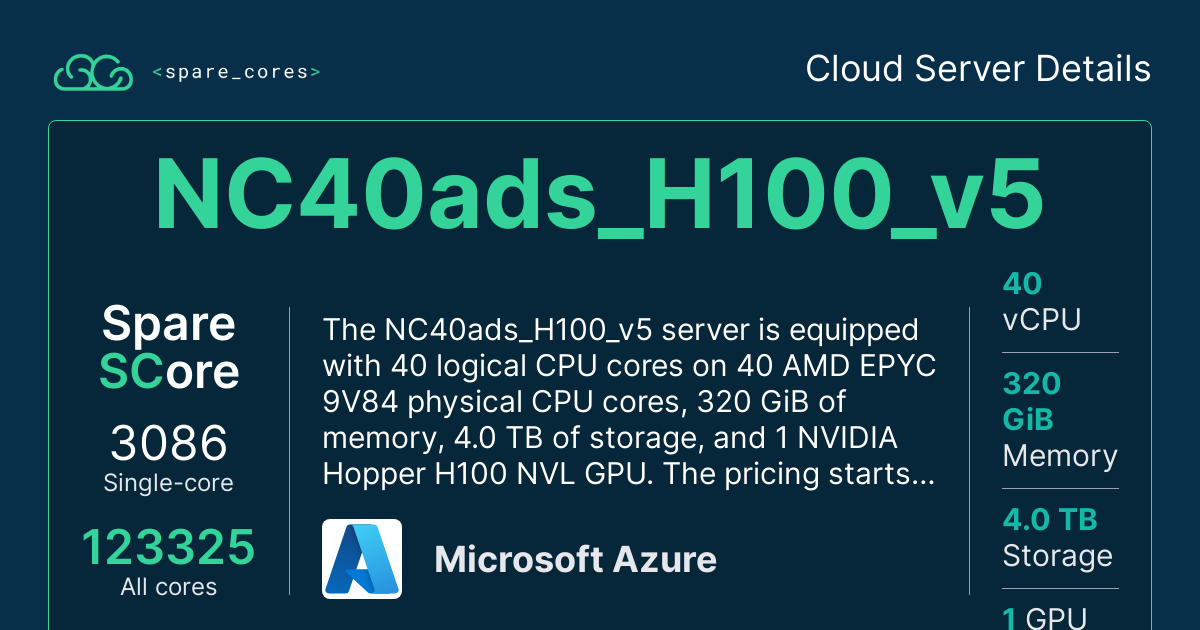 <spare_cores>
Cloud Server Details
NC40ads_H100_v5
Spare
SCore
3086
Single-core
123325
All cores
The NC40ads_H100_v5 server is equipped
with 40 logical CPU cores on 40 AMD EPYC
9V84 physical CPU cores, 320 GiB of
memory, 4.0 TB of storage, and 1 NVIDIA
Hopper H100 NVL GPU. The pricing starts...
Microsoft Azure
40
vCPU
320
GiB
Memory
4.0 TB
Storage
1 GPU